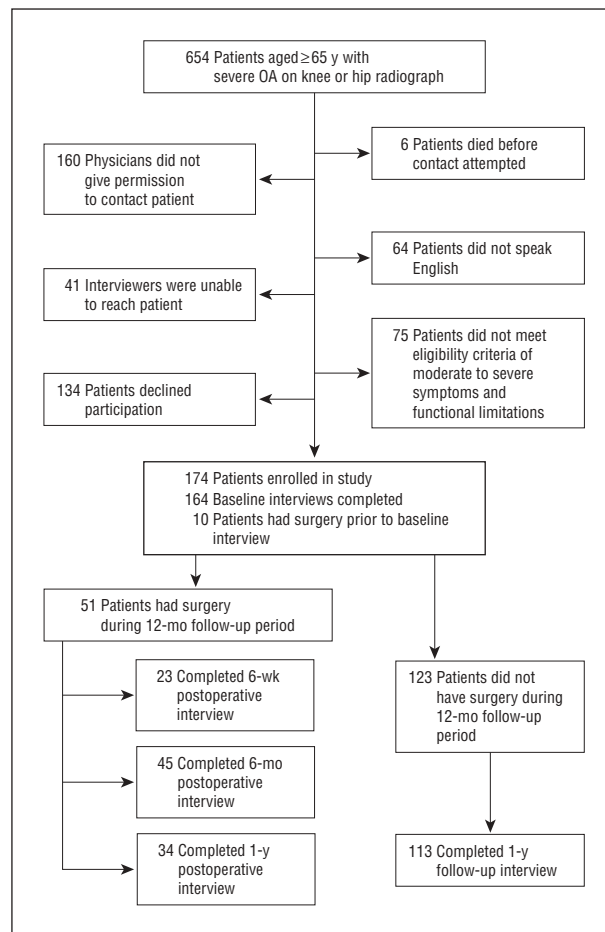 654 Patients aged ≥ 65 y with
severe OA on knee or hip radiograph
6 Patients died before
contact attempted
160 Physicians did not
give permission
to contact patient
64 Patients did not speak
English
41 Interviewers were unable
to reach patient
75 Patients did not meet
eligibility criteria of
moderate to severe
symptoms and
functional limitations
134 Patients declined
participation
174 Patients enrolled in study
164 Baseline interviews completed
10 Patients had surgery prior to baseline
interview
51 Patients had surgery
during 12-mo follow-up period
23 Completed 6-wk
postoperative
interview
45 Completed 6-mo
postoperative
interview
34 Completed 1-y
postoperative
interview
123 Patients did not
have surgery during
12-mo follow-up
period
113 Completed 1-y
follow-up interview